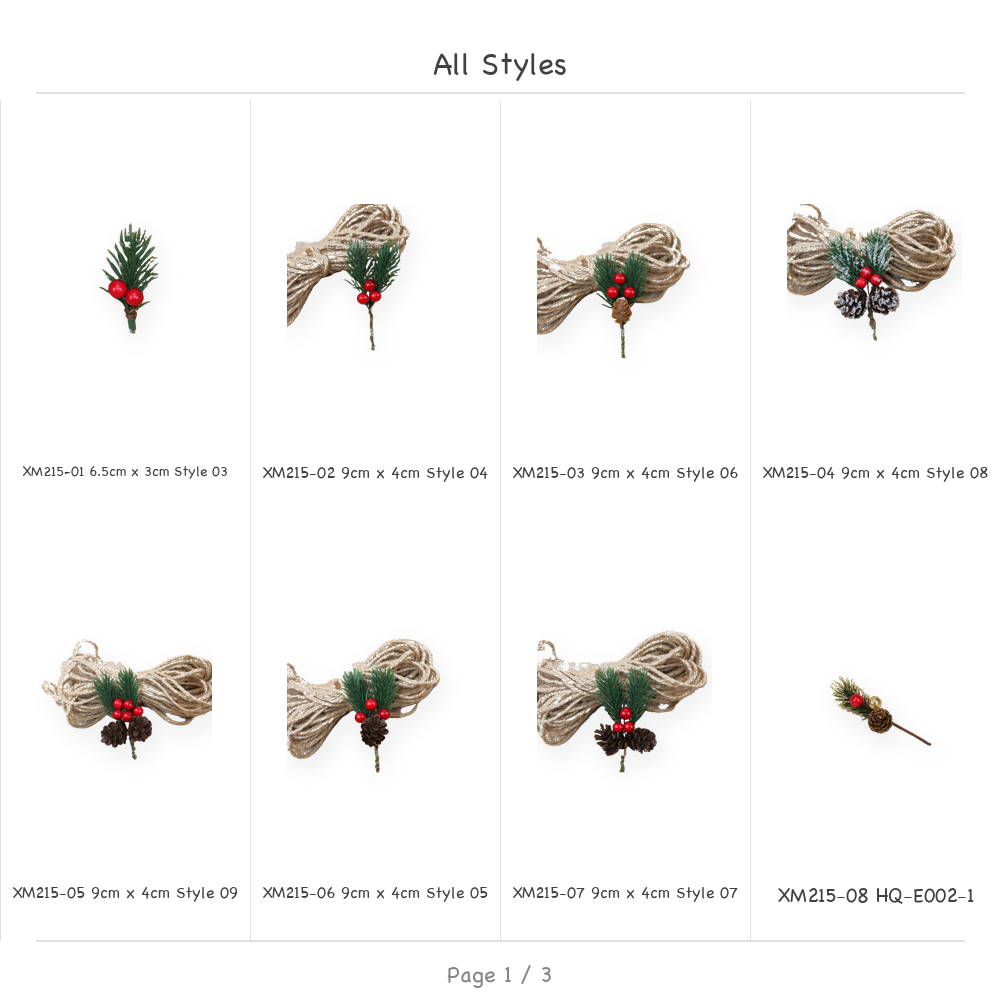 All Styles
XM215-01 6.5cm x 3cm Style 03
XM215-02 9cm x 4cm Style 04
XM215-03 9cm x 4cm Style 06
XM215-04 9cm x 4cm Style 08
XM215-05 9cm x 4cm Style 09
XM215-06 9cm x 4cm Style 05
XM215-07 9cm x 4cm Style 07
XM215-08 HQ-E002-1
Page 1 / 3